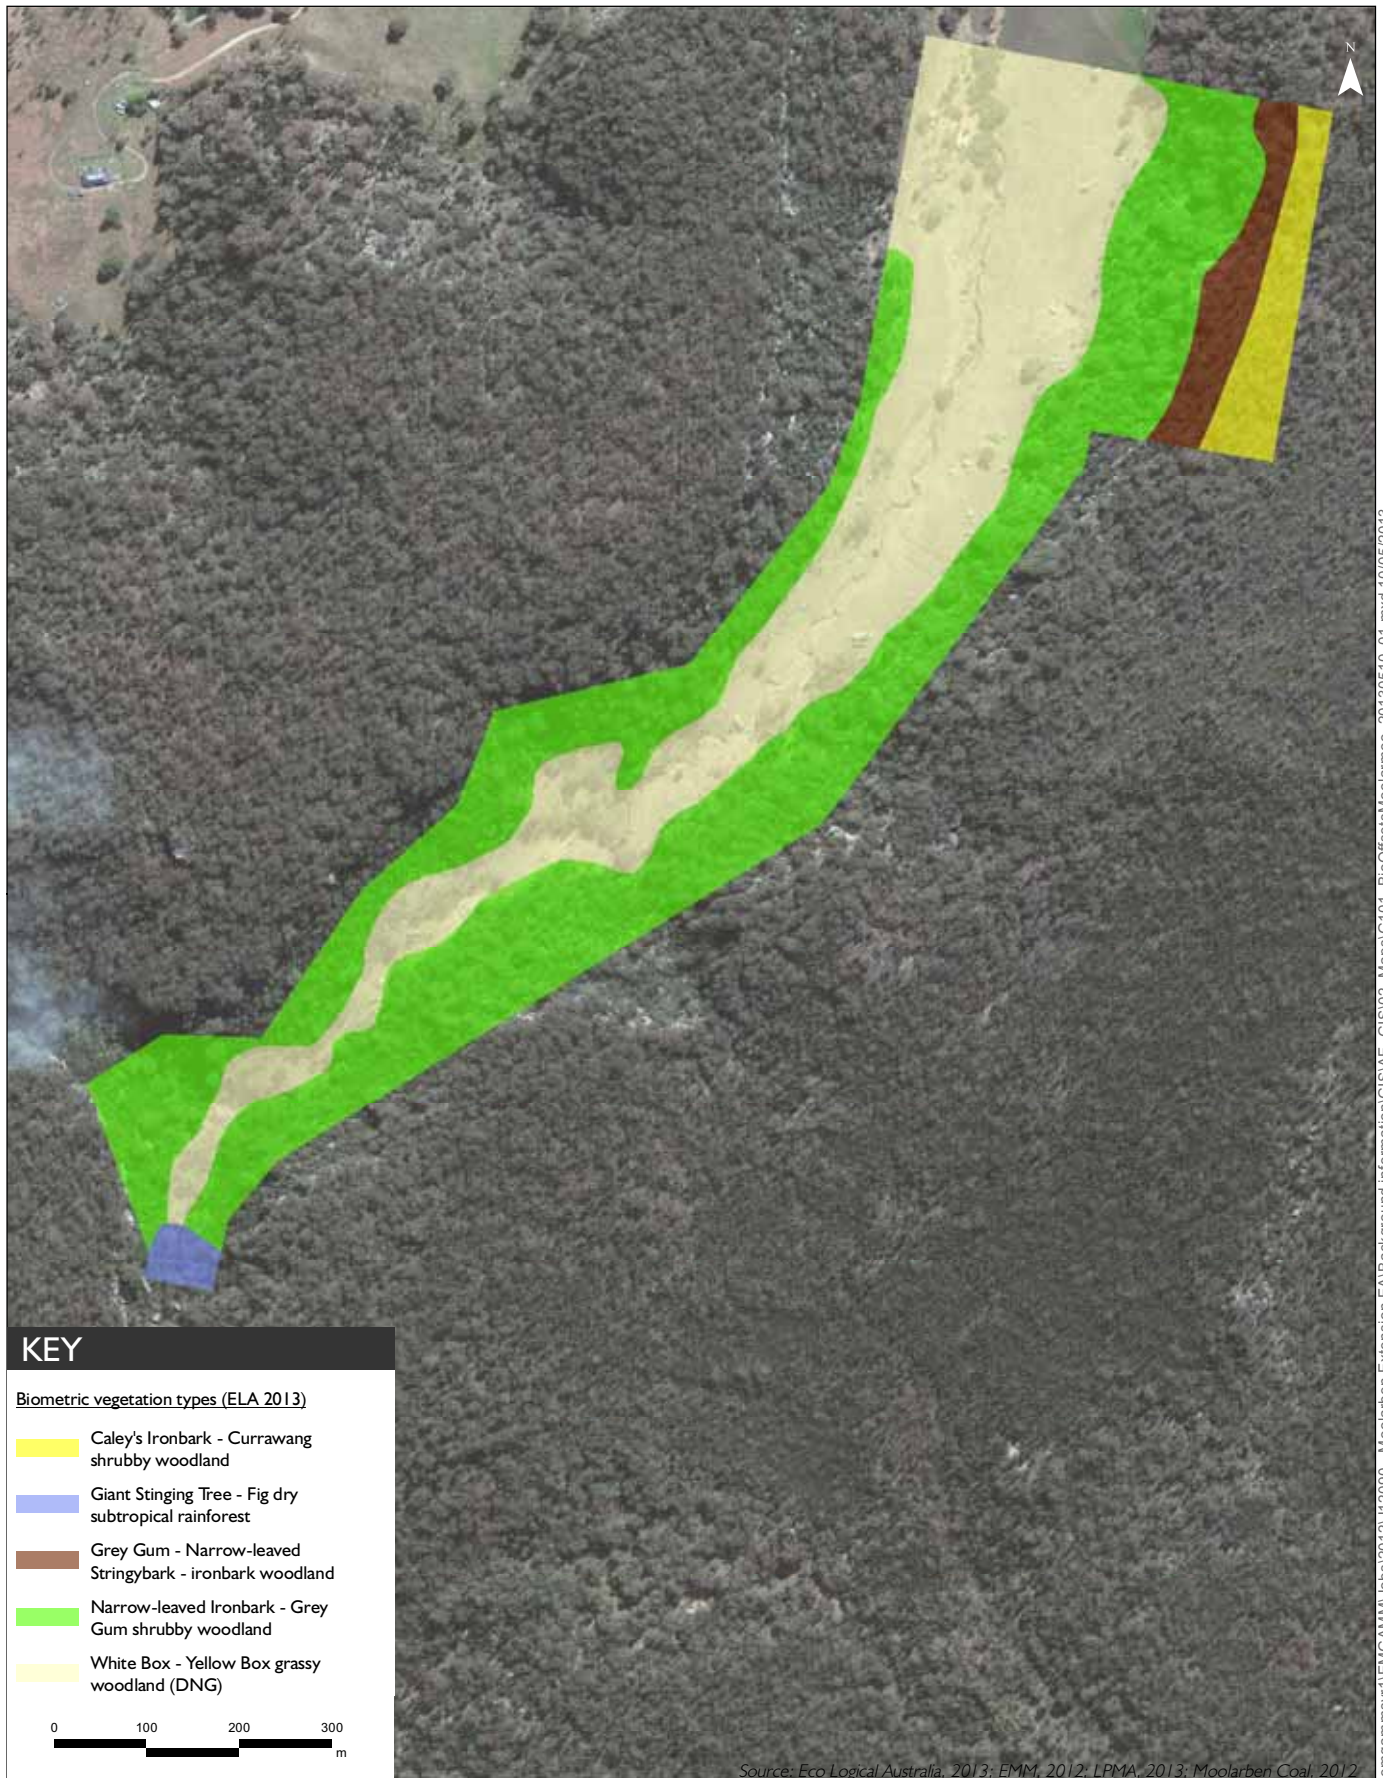 N
KEY
Biometric vegetation types (ELA 2013)
Caley's Ironbark - Currawang
shrubby woodland
Giant Stinging Tree - Fig dry
subtropical rainforest
Grey Gum - Narrow-leaved
Stringybark - ironbark woodland
Narrow-leaved Ironbark - Grey
Gum shrubby woodland
White Box - Yellow Box grassy
woodland (DNG)
0 100 200 300
m
Source: Eco Logical Australia, 2013; EMM, 2012; LPMA, 2013; Moolarben Coal, 2012